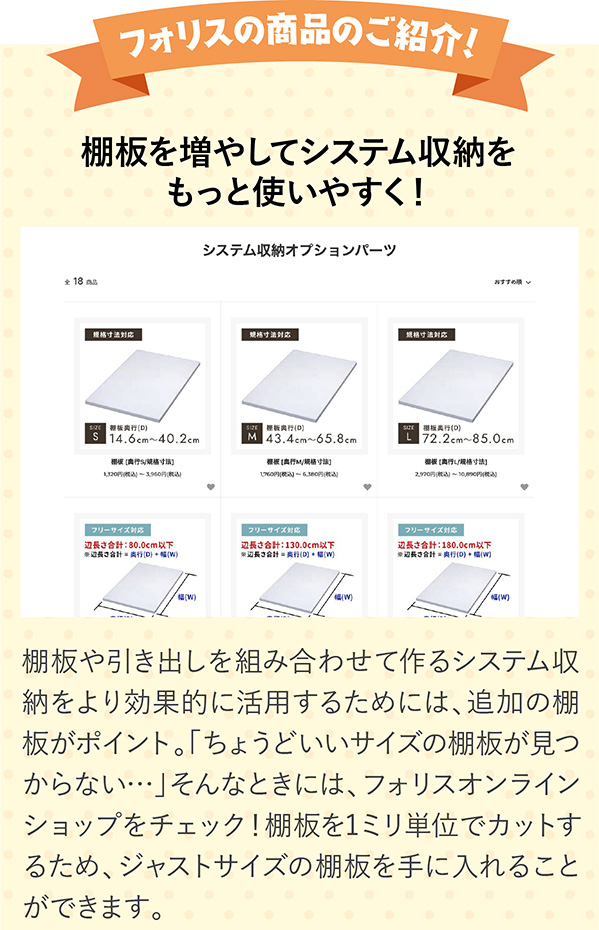 フォリスの商品のご紹介!
棚板を増やしてシステム収納を
もっと使いやすく!
システム収納オプションパーツ
全 18 商品
おすすめ順
規格寸法対応
SIZE S 棚板奥行(D) 14.6cm〜40.2cm
棚板 [奥行S/規格寸法]
1,320円(税込) 〜 3,960円(税込)
規格寸法対応
SIZE M 棚板奥行(D) 43.4cm〜65.8cm
棚板 [奥行M/規格寸法]
1,760円(税込) 〜 6,380円(税込)
規格寸法対応
SIZE L 棚板奥行(D) 72.2cm〜85.0cm
棚板 [奥行L/規格寸法]
2,970円(税込) 〜 10,890円(税込)
フリーサイズ対応
辺長さ合計:80.0cm以下
※辺長さ合計 = 奥行(D) + 幅(W)
幅(W)
フリーサイズ対応
辺長さ合計:130.0cm以下
※辺長さ合計 = 奥行(D) + 幅(W)
幅(W)
フリーサイズ対応
辺長さ合計:180.0cm以下
※辺長さ合計 = 奥行(D) + 幅(W)
幅(W)
棚板や引き出しを組み合わせて作るシステム収
納をより効果的に活用するためには、追加の棚
板がポイント。「ちょうどいいサイズの棚板が見つ
からない…」そんなときには、フォリスオンライン
ショップをチェック!棚板を1ミリ単位でカットす
るため、ジャストサイズの棚板を手に入れること
ができます。